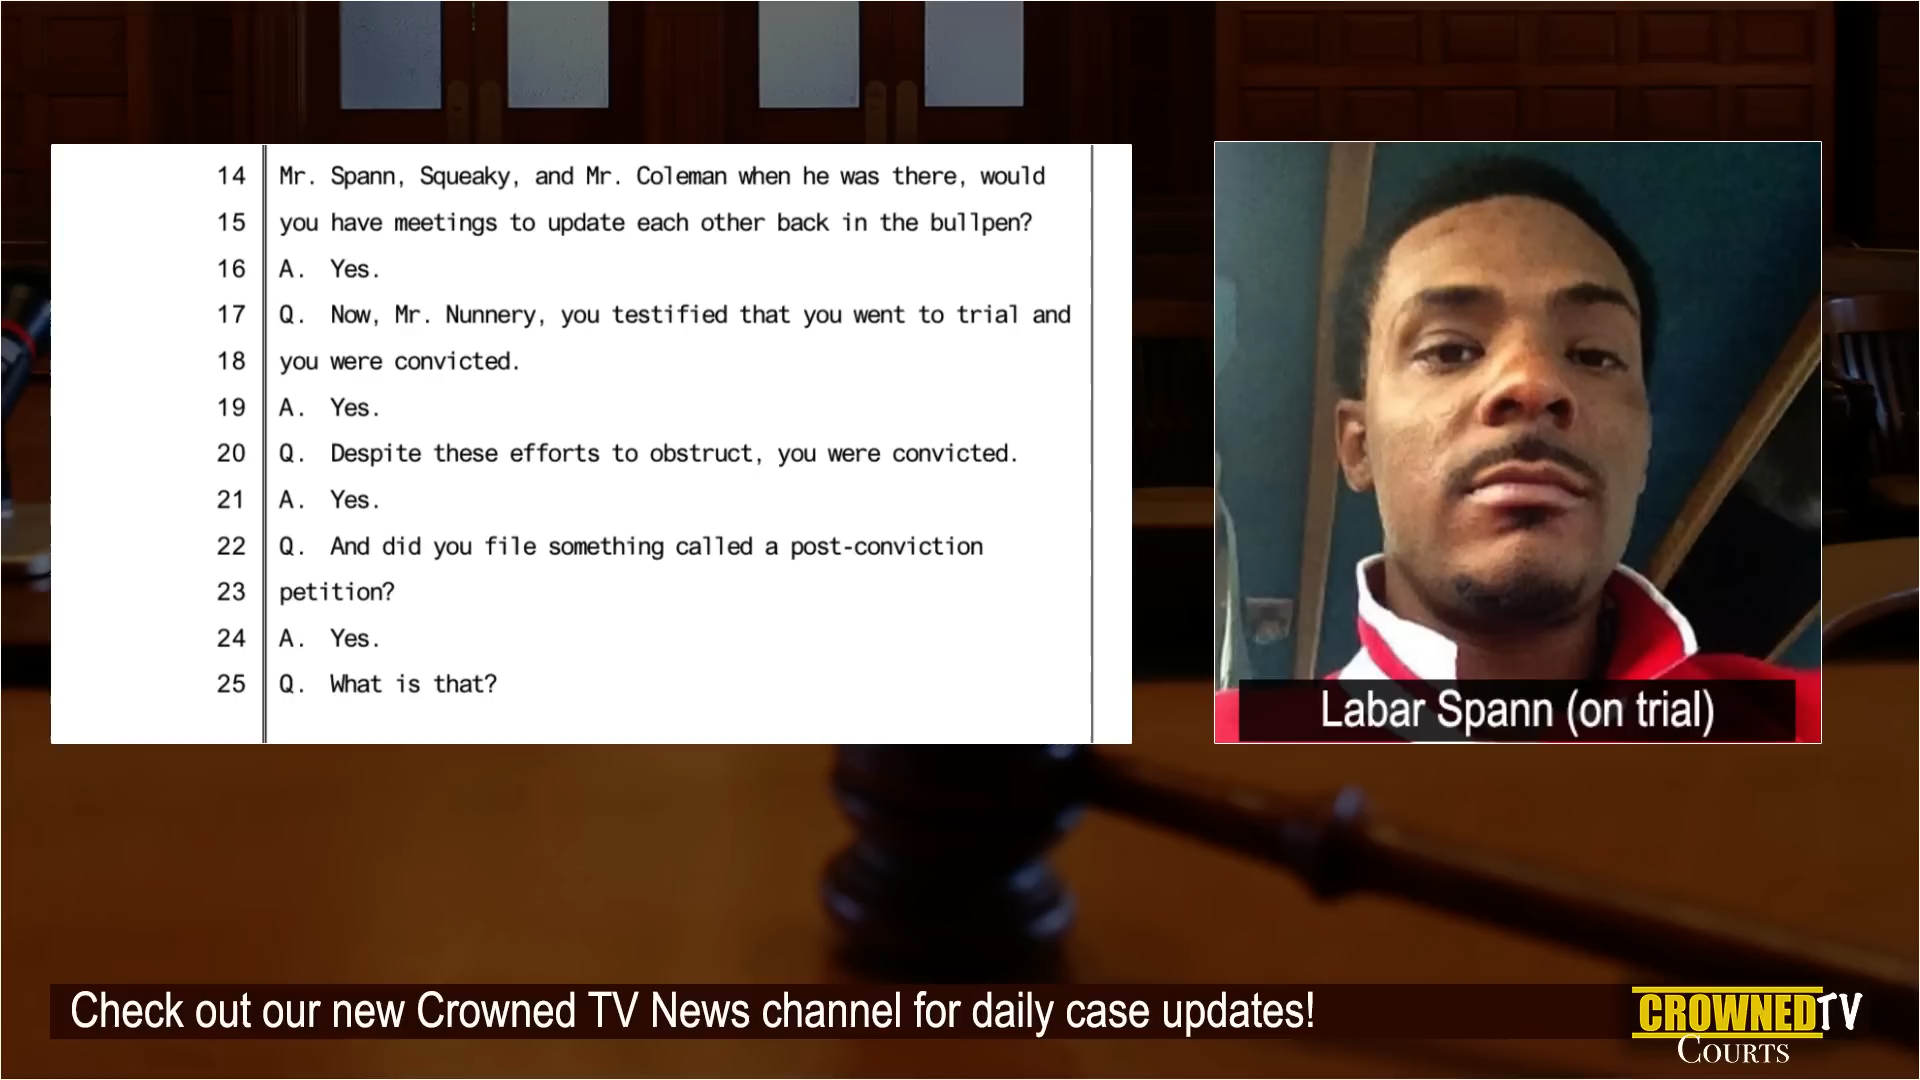 14 Mr. Spann, Squeaky, and Mr. Coleman when he was there, would
15 you have meetings to update each other back in the bullpen?
16 A. Yes.
17 Q. Now, Mr. Nunnery, you testified that you went to trial and
18 you were convicted.
19 A. Yes.
20 Q. Despite these efforts to obstruct, you were convicted.
21 A. Yes.
22 Q. And did you file something called a post-conviction
23 petition?
24 A. Yes.
25 Q. What is that?
Labar Spann (on trial)
Check out our new Crowned TV News channel for daily case updates!
CROWNEDTV
COURTS